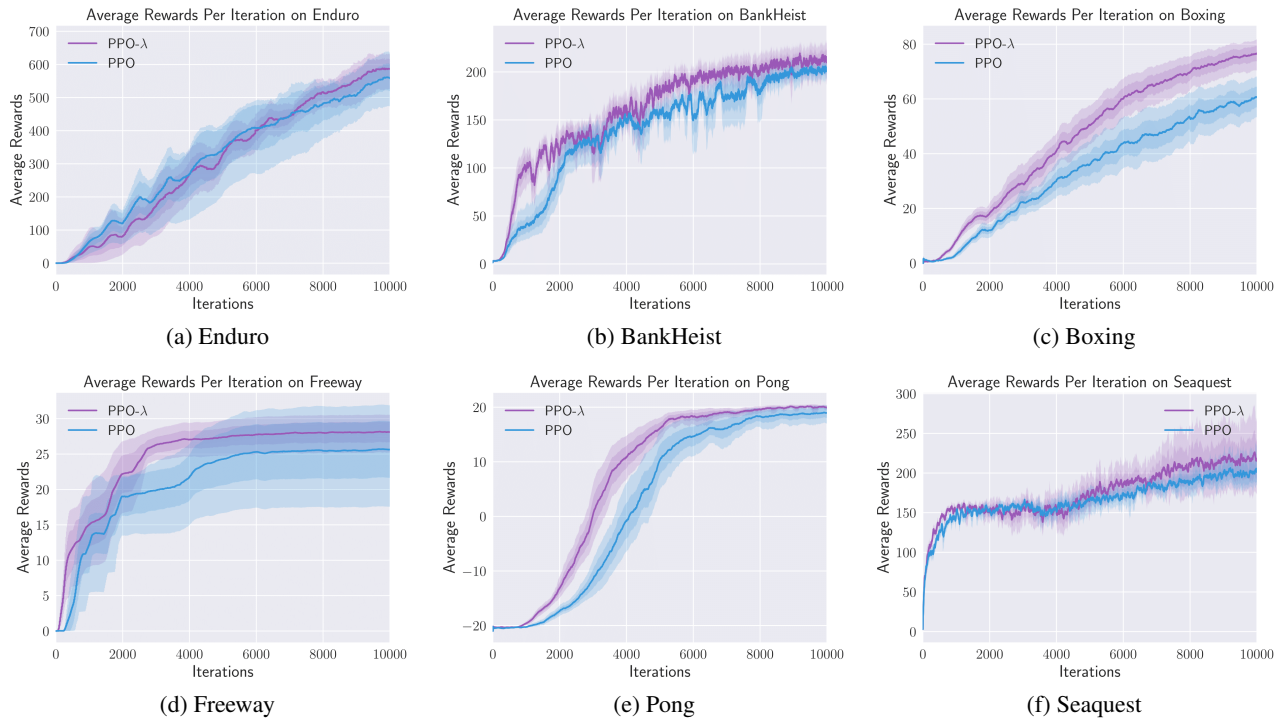 Average Rewards Per Iteration on Enduro
PPO-λ
PPO
700
600
500
400
300
200
100
0
Average Rewards
0 2000 4000 6000 8000 10000
Iterations
(a) Enduro
Average Rewards Per Iteration on BankHeist
PPO-λ
PPO
200
150
100
50
0
Average Rewards
0 2000 4000 6000 8000 10000
Iterations
(b) BankHeist
Average Rewards Per Iteration on Boxing
PPO-λ
PPO
80
60
40
20
0
Average Rewards
0 2000 4000 6000 8000 10000
Iterations
(c) Boxing
Average Rewards Per Iteration on Freeway
PPO-λ
PPO
30
25
20
15
10
5
0
Average Rewards
0 2000 4000 6000 8000 10000
Iterations
(d) Freeway
Average Rewards Per Iteration on Pong
PPO-λ
PPO
20
10
0
−10
−20
Average Rewards
0 2000 4000 6000 8000 10000
Iterations
(e) Pong
Average Rewards Per Iteration on Seaquest
PPO-λ
PPO
300
250
200
150
100
50
0
Average Rewards
0 2000 4000 6000 8000 10000
Iterations
(f) Seaquest